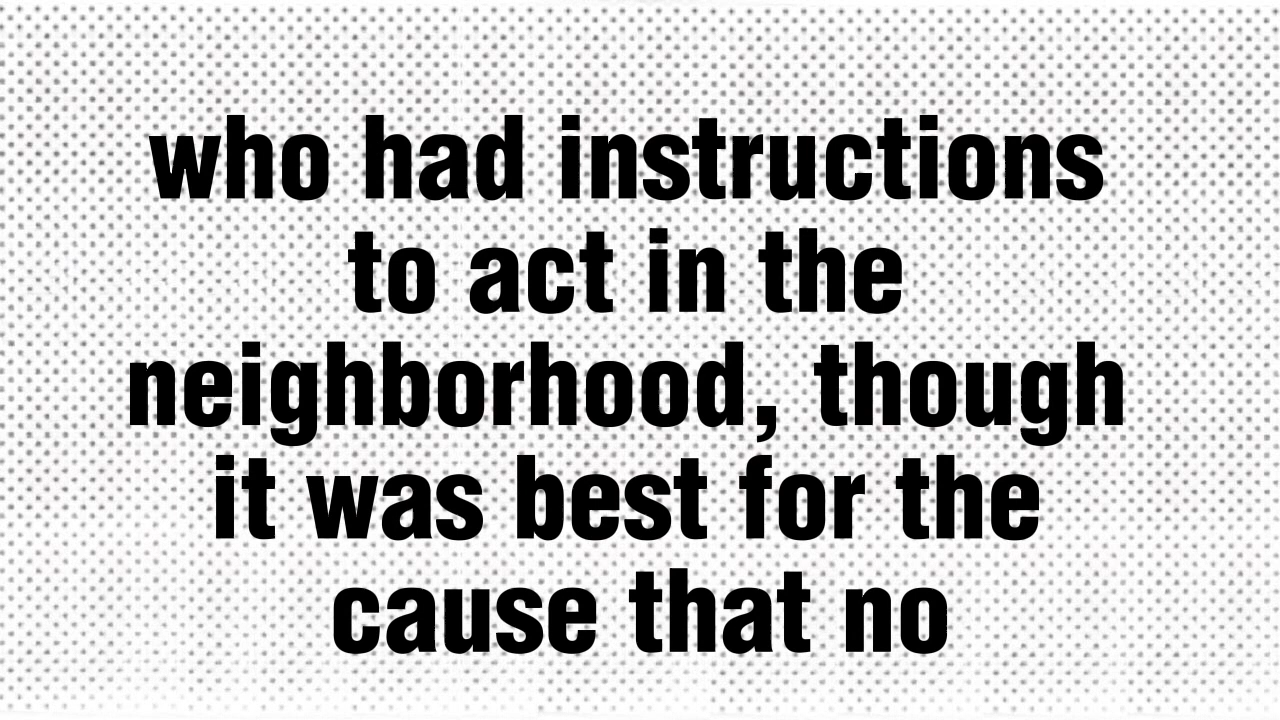 who had instructions
to act in the
neighborhood, though
it was best for the
cause that no